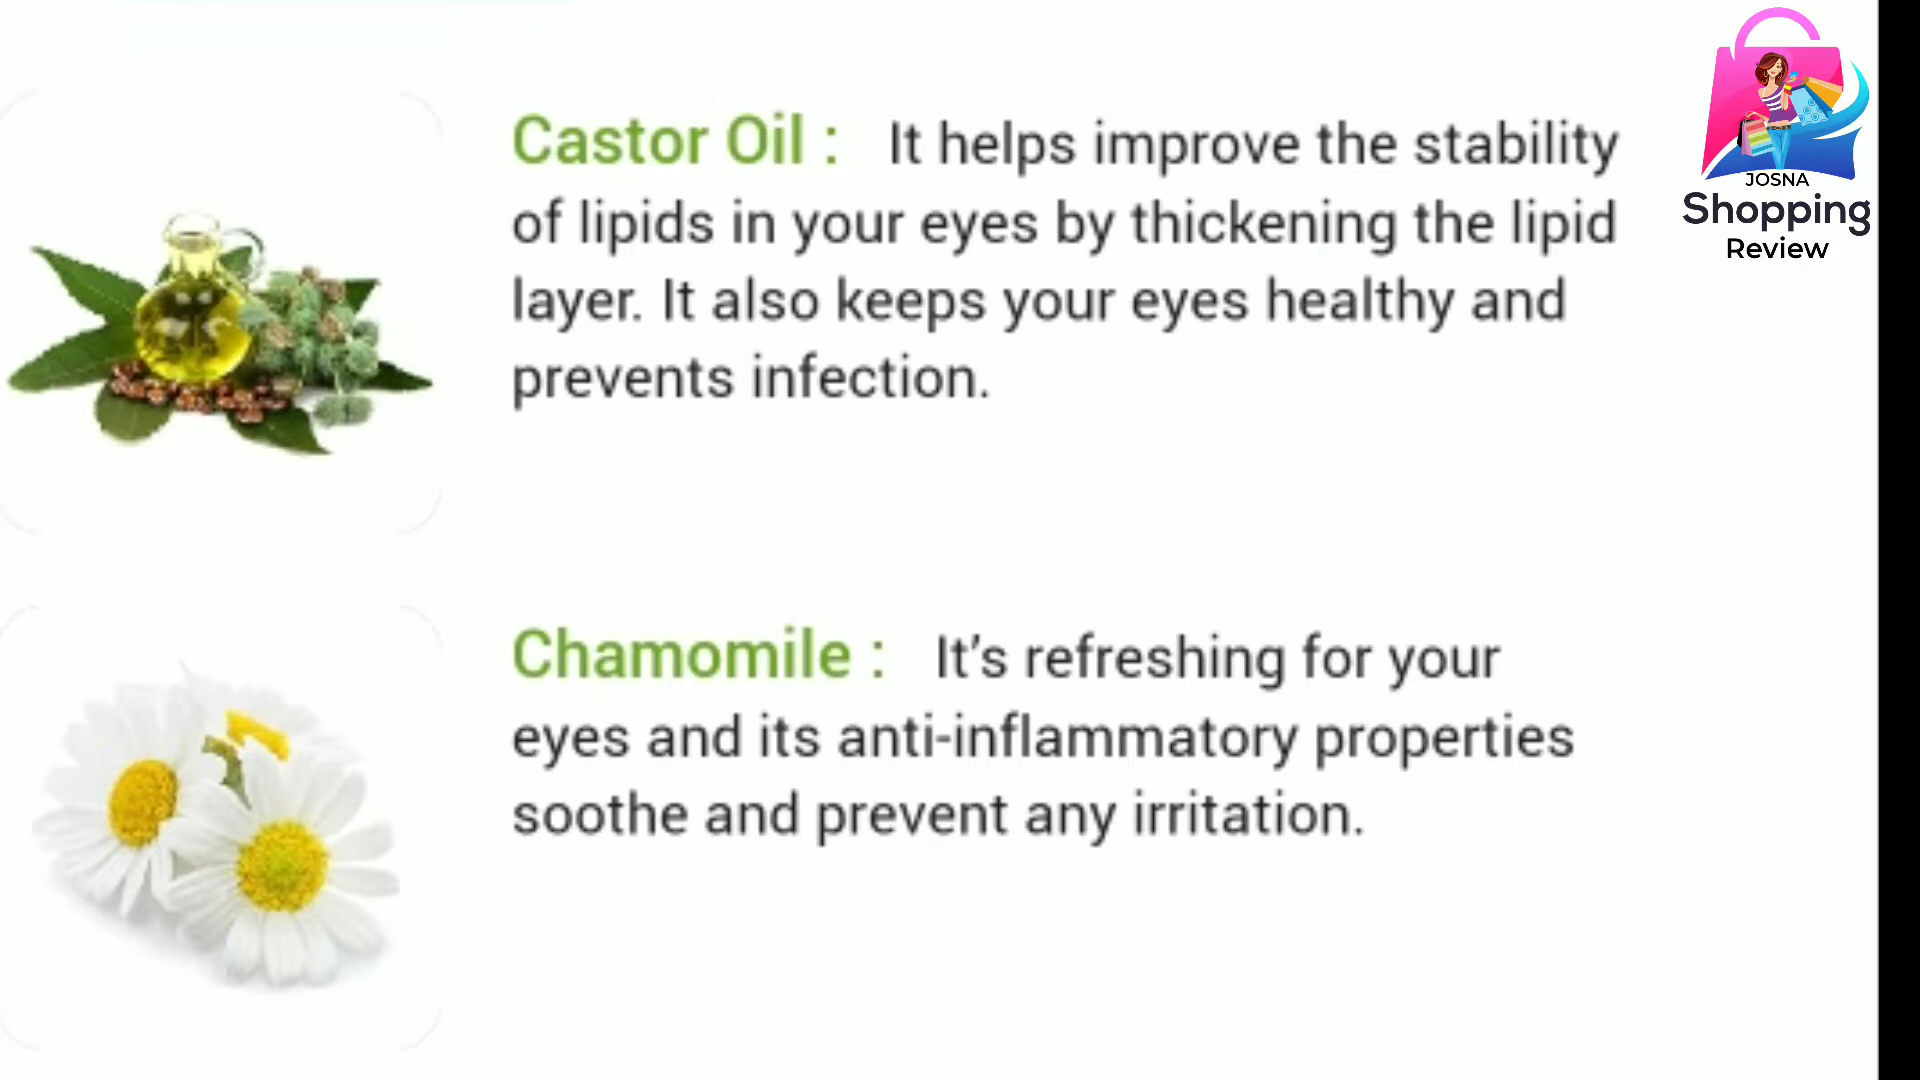 Castor Oil : It helps improve the stability
of lipids in your eyes by thickening the lipid
layer. It also keeps your eyes healthy and
prevents infection.
Chamomile : It's refreshing for your
eyes and its anti-inflammatory properties
soothe and prevent any irritation.
JOSNA
Shopping
Review